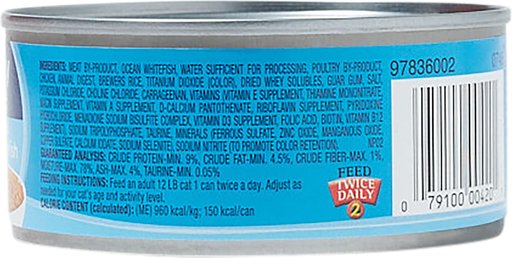 INGREDIENTS: MEAT BY-PRODUCT, OCEAN WHITEFISH, WATER SUFFICIENT FOR PROCESSING, POULTRY BY-PRODUCT,
CHICKEN, ANIMAL DIGEST, BREWERS RICE, TITANIUM DIOXIDE (COLOR), DRIED WHEY SOLUBLES, GUAR GUM, SALT,
POTASSIUM CHLORIDE, CHOLINE CHLORIDE, CARRAGEENAN, VITAMINS (VITAMIN E SUPPLEMENT, THIAMINE MONONITRATE,
NIACIN SUPPLEMENT, VITAMIN A SUPPLEMENT, D-CALCIUM PANTOTHENATE, RIBOFLAVIN SUPPLEMENT, PYRIDOXINE
HYDROCHLORIDE, MENADIONE SODIUM BISULFITE COMPLEX, VITAMIN D3 SUPPLEMENT, FOLIC ACID, BIOTIN, VITAMIN B12
SUPPLEMENT), SODIUM TRIPOLYPHOSPHATE, TAURINE, MINERALS (FERROUS SULFATE, ZINC OXIDE, MANGANOUS OXIDE,
COPPER SULFATE, CALCIUM IODATE, SODIUM SELENITE), SODIUM NITRITE (TO PROMOTE COLOR RETENTION). NP02
GUARANTEED ANALYSIS: CRUDE PROTEIN-MIN. 9%, CRUDE FAT-MIN. 4.5%, CRUDE FIBER-MAX. 1%,
MOISTURE-MAX. 78%, ASH-MAX. 4%, TAURINE-MIN. 0.05%
FEEDING INSTRUCTIONS: Feed an adult 12 LB cat 1 can twice a day. Adjust as
needed for cat's age and activity level.
CALORIE CONTENT (calculated): (ME) 960 kcal/kg; 150 kcal/can
FEED
TWICE
DAILY
2
97836002
0 79100 00420